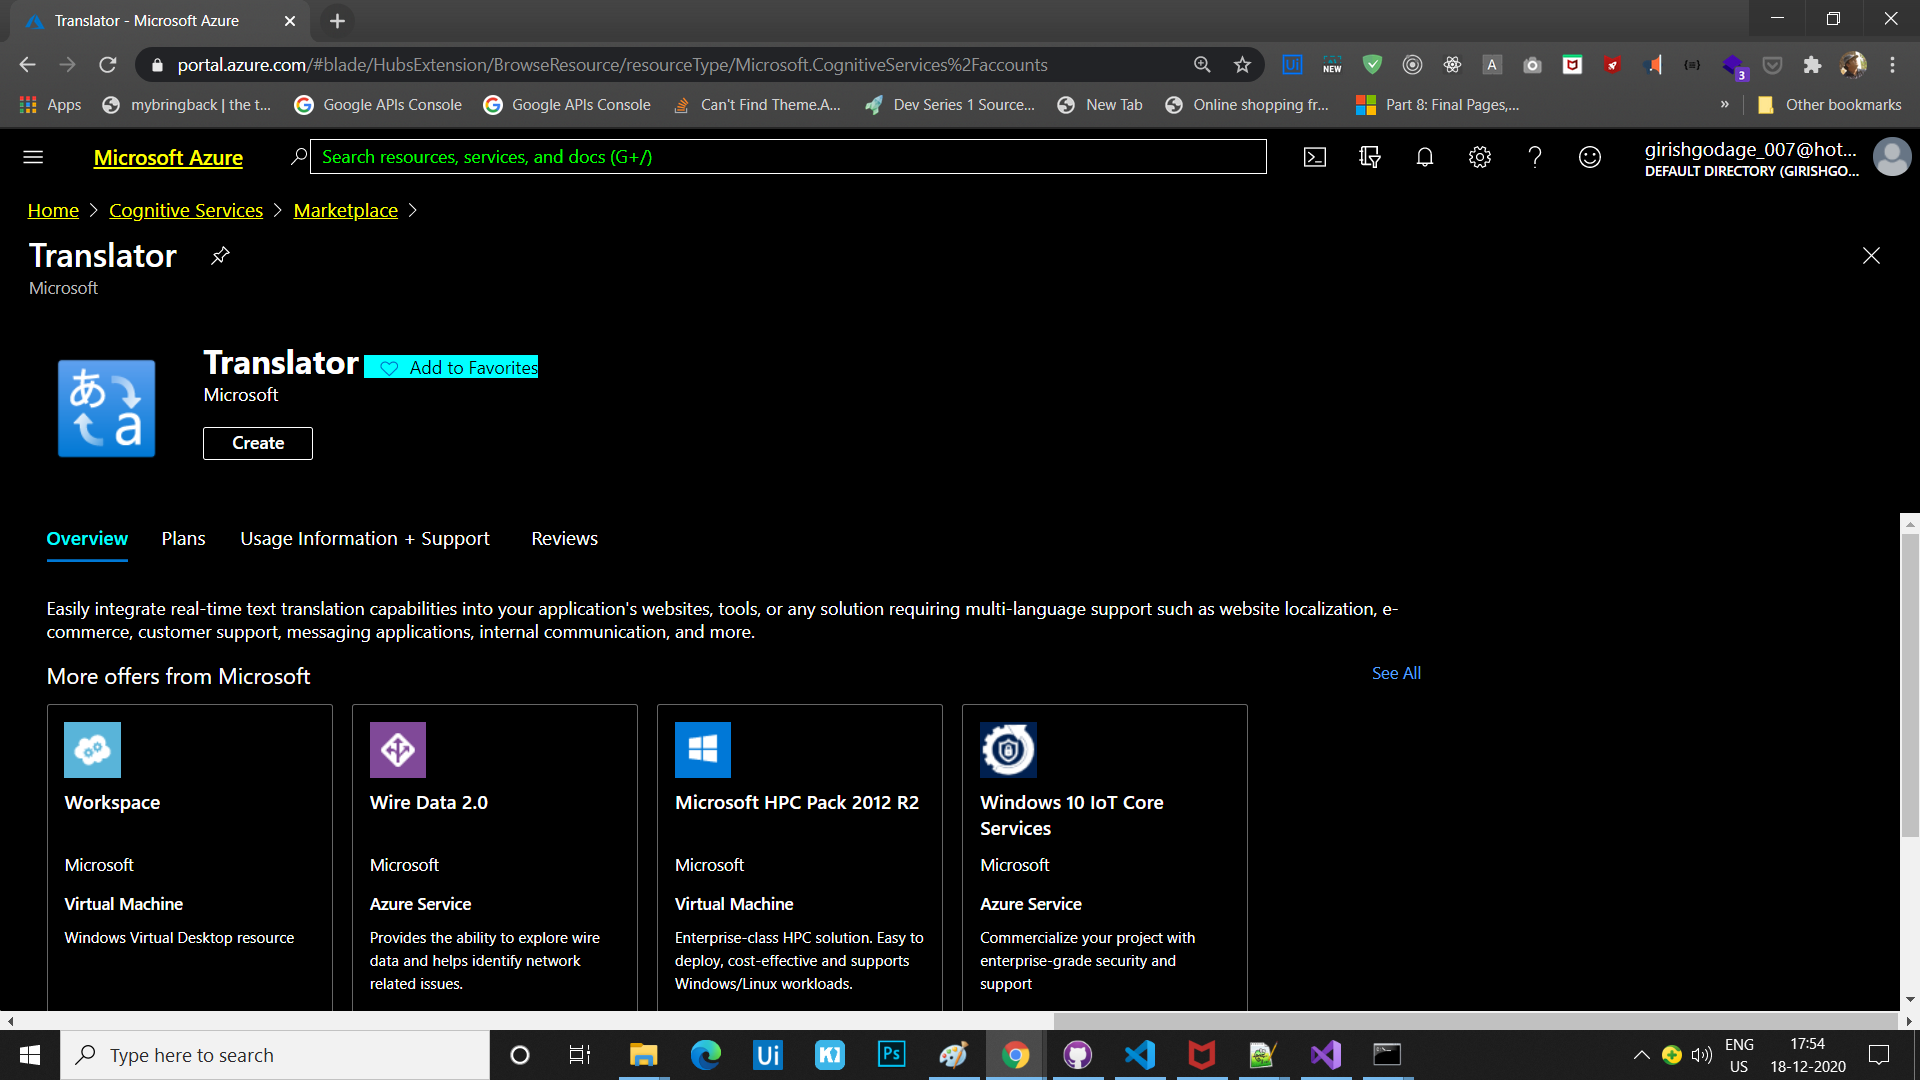 Translator - Microsoft Azure
portal.azure.com/#blade/HubsExtension/BrowseResource/resourceType/Microsoft.CognitiveServices%2Faccounts
Ui
NEW
A
3
Apps
mybringback | the t...
Google APIs Console
Google APIs Console
Can't Find Theme.A...
Dev Series 1 Source...
New Tab
Online shopping fr...
Part 8: Final Pages,...
»
Other bookmarks
Microsoft Azure
Search resources, services, and docs (G+/)
girishgodage_007@hot...
DEFAULT DIRECTORY (GIRISHGO...
Home > Cognitive Services > Marketplace >
Translator
Microsoft
あ
a
Translator
Add to Favorites
Microsoft
Create
Overview
Plans
Usage Information + Support
Reviews
Easily integrate real-time text translation capabilities into your application's websites, tools, or any solution requiring multi-language support such as website localization, e-
commerce, customer support, messaging applications, internal communication, and more.
More offers from Microsoft
See All
Workspace
Microsoft
Virtual Machine
Windows Virtual Desktop resource
Wire Data 2.0
Microsoft
Azure Service
Provides the ability to explore wire
data and helps identify network
related issues.
Microsoft HPC Pack 2012 R2
Microsoft
Virtual Machine
Enterprise-class HPC solution. Easy to
deploy, cost-effective and supports
Windows/Linux workloads.
Windows 10 IoT Core
Services
Microsoft
Azure Service
Commercialize your project with
enterprise-grade security and
support
Type here to search
Ui
Ps
ENG
US
17:54
18-12-2020